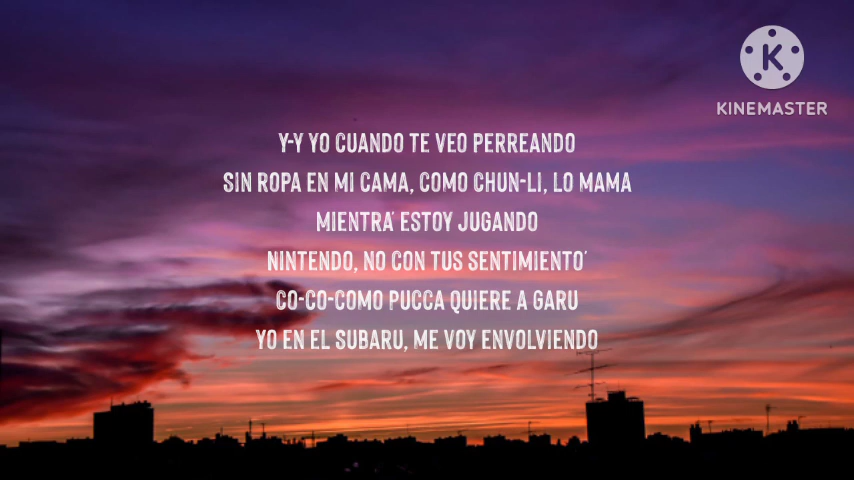 KINEMASTER
Y-Y YO CUANDO TE VEO PERREANDO
SIN ROPA EN MI CAMA, COMO CHUN-LI, LO MAMA
MIENTRA' ESTOY JUGANDO
NINTENDO, NO CON TUS SENTIMIENTO'
CO-CO-COMO PUCCA QUIERE A GARU
YO EN EL SUBARU, ME VOY ENVOLVIENDO